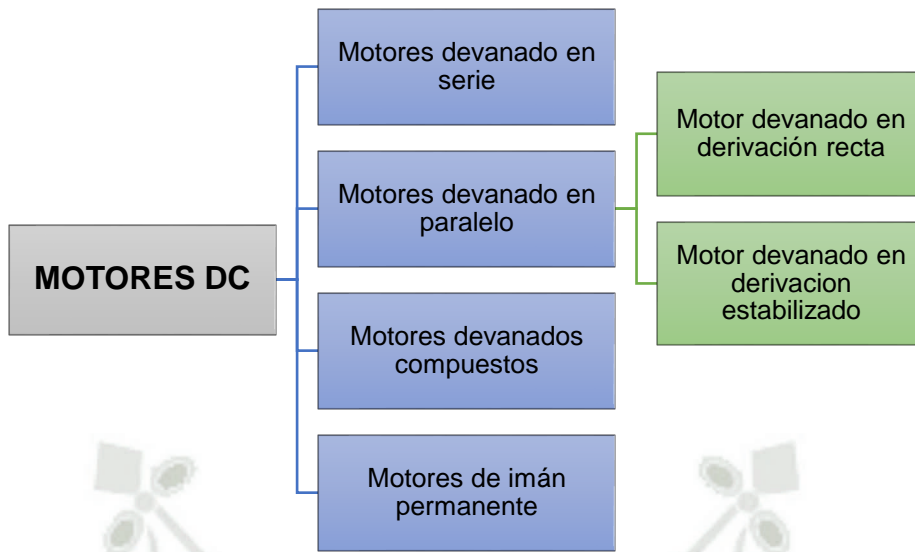 MOTORES DC
Motores devanado en
serie
Motores devanado en
paralelo
Motor devanado en
derivación recta
Motor devanado en
derivacion
estabilizado
Motores devanados
compuestos
Motores de imán
permanente